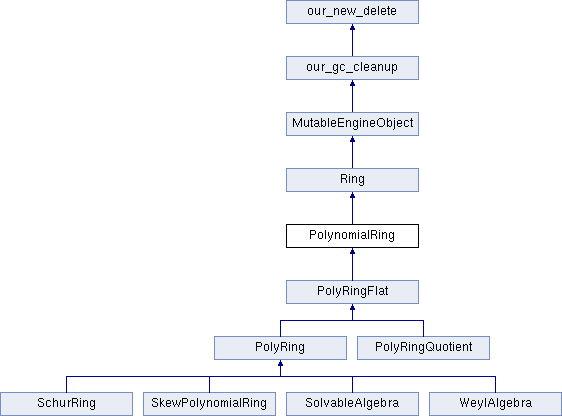 our_new_delete
our_gc_cleanup
MutableEngineObject
Ring
PolynomialRing
PolyRingFlat
PolyRing
PolyRingQuotient
SchurRing
SkewPolynomialRing
SolvableAlgebra
WeylAlgebra